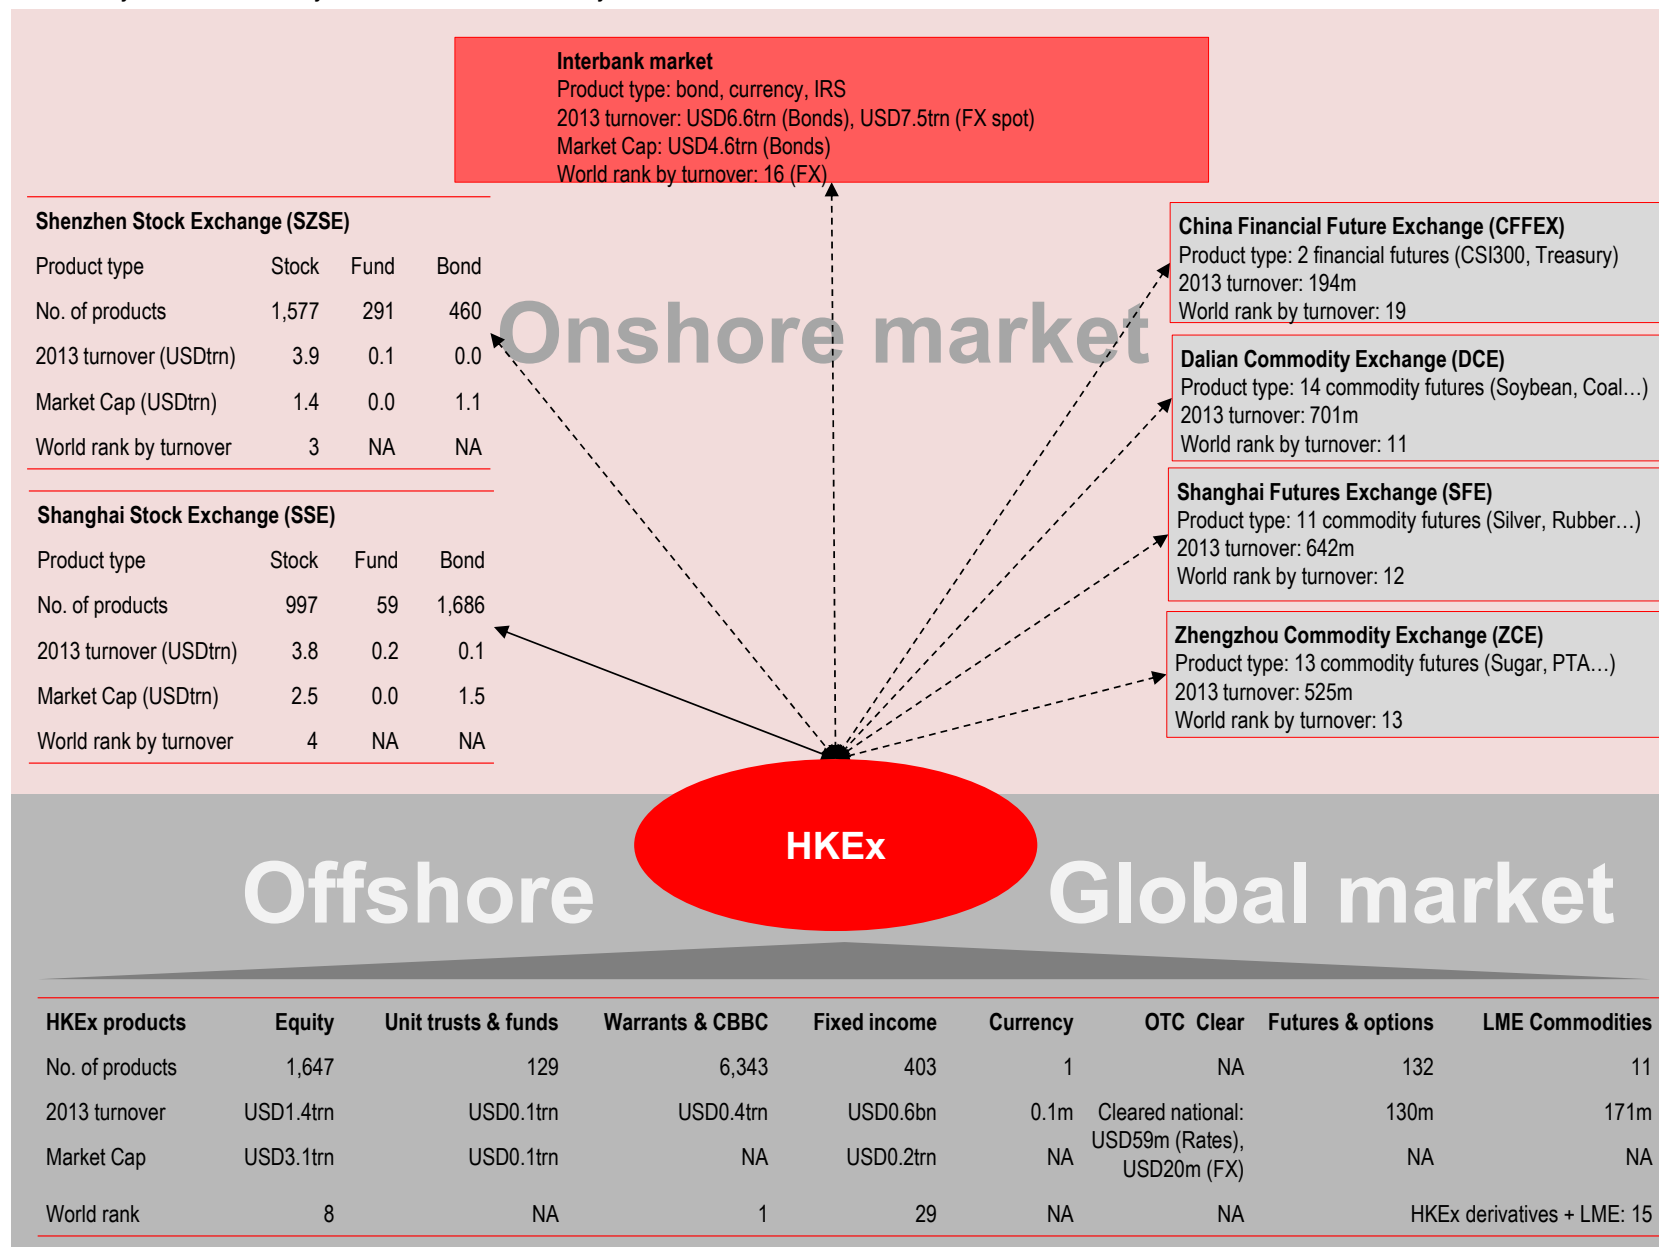 Interbank market
Product type: bond, currency, IRS
2013 turnover: USD6.6trn (Bonds), USD7.5trn (FX spot)
Market Cap: USD4.6trn (Bonds)
World rank by turnover: 16 (FX)
Shenzhen Stock Exchange (SZSE)
Product type Stock Fund Bond
No. of products 1,577 291 460
2013 turnover (USDtrn) 3.9 0.1 0.0
Market Cap (USDtrn) 1.4 0.0 1.1
World rank by turnover 3 NA NA
Shanghai Stock Exchange (SSE)
Product type Stock Fund Bond
No. of products 997 59 1,686
2013 turnover (USDtrn) 3.8 0.2 0.1
Market Cap (USDtrn) 2.5 0.0 1.5
World rank by turnover 4 NA NA
Onshore market
China Financial Future Exchange (CFFEX)
Product type: 2 financial futures (CSI300, Treasury)
2013 turnover: 194m
World rank by turnover: 19
Dalian Commodity Exchange (DCE)
Product type: 14 commodity futures (Soybean, Coal…)
2013 turnover: 701m
World rank by turnover: 11
Shanghai Futures Exchange (SFE)
Product type: 11 commodity futures (Silver, Rubber…)
2013 turnover: 642m
World rank by turnover: 12
Zhengzhou Commodity Exchange (ZCE)
Product type: 13 commodity futures (Sugar, PTA…)
2013 turnover: 525m
World rank by turnover: 13
HKEx
Offshore Global market
HKEx products Equity Unit trusts & funds Warrants & CBBC Fixed income Currency OTC Clear Futures & options LME Commodities
No. of products 1,647 129 6,343 403 1 NA 132 11
2013 turnover USD1.4trn USD0.1trn USD0.4trn USD0.6bn 0.1m Cleared national: 130m 171m
USD59m (Rates),
Market Cap USD3.1trn USD0.1trn NA USD0.2trn NA USD20m (FX) NA NA
World rank 8 NA 1 29 NA NA HKEx derivatives + LME: 15